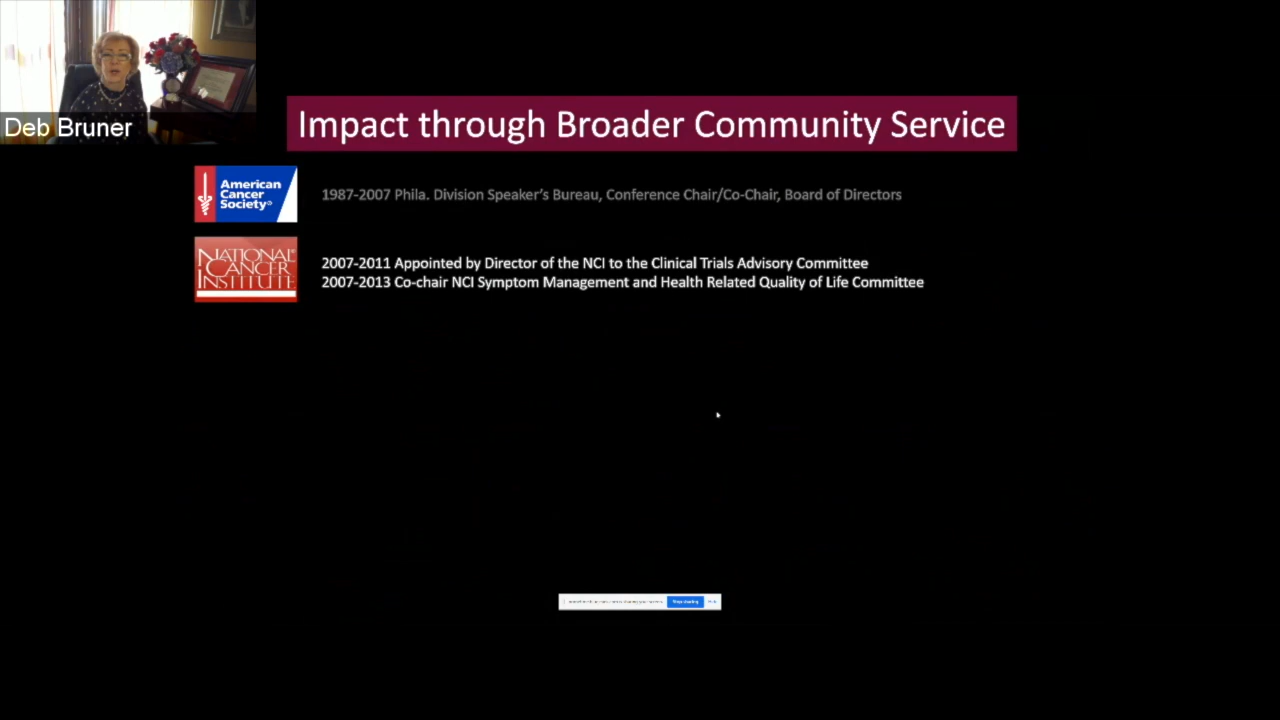 Deb Bruner
Impact through Broader Community Service
American
Cancer
Society®
1987-2007 Phila. Division Speaker's Bureau, Conference Chair/Co-Chair, Board of Directors
NATIONAL
CANCER
INSTITUTE
2007-2011 Appointed by Director of the NCI to the Clinical Trials Advisory Committee
2007-2013 Co-chair NCI Symptom Management and Health Related Quality of Life Committee
Stop sharing